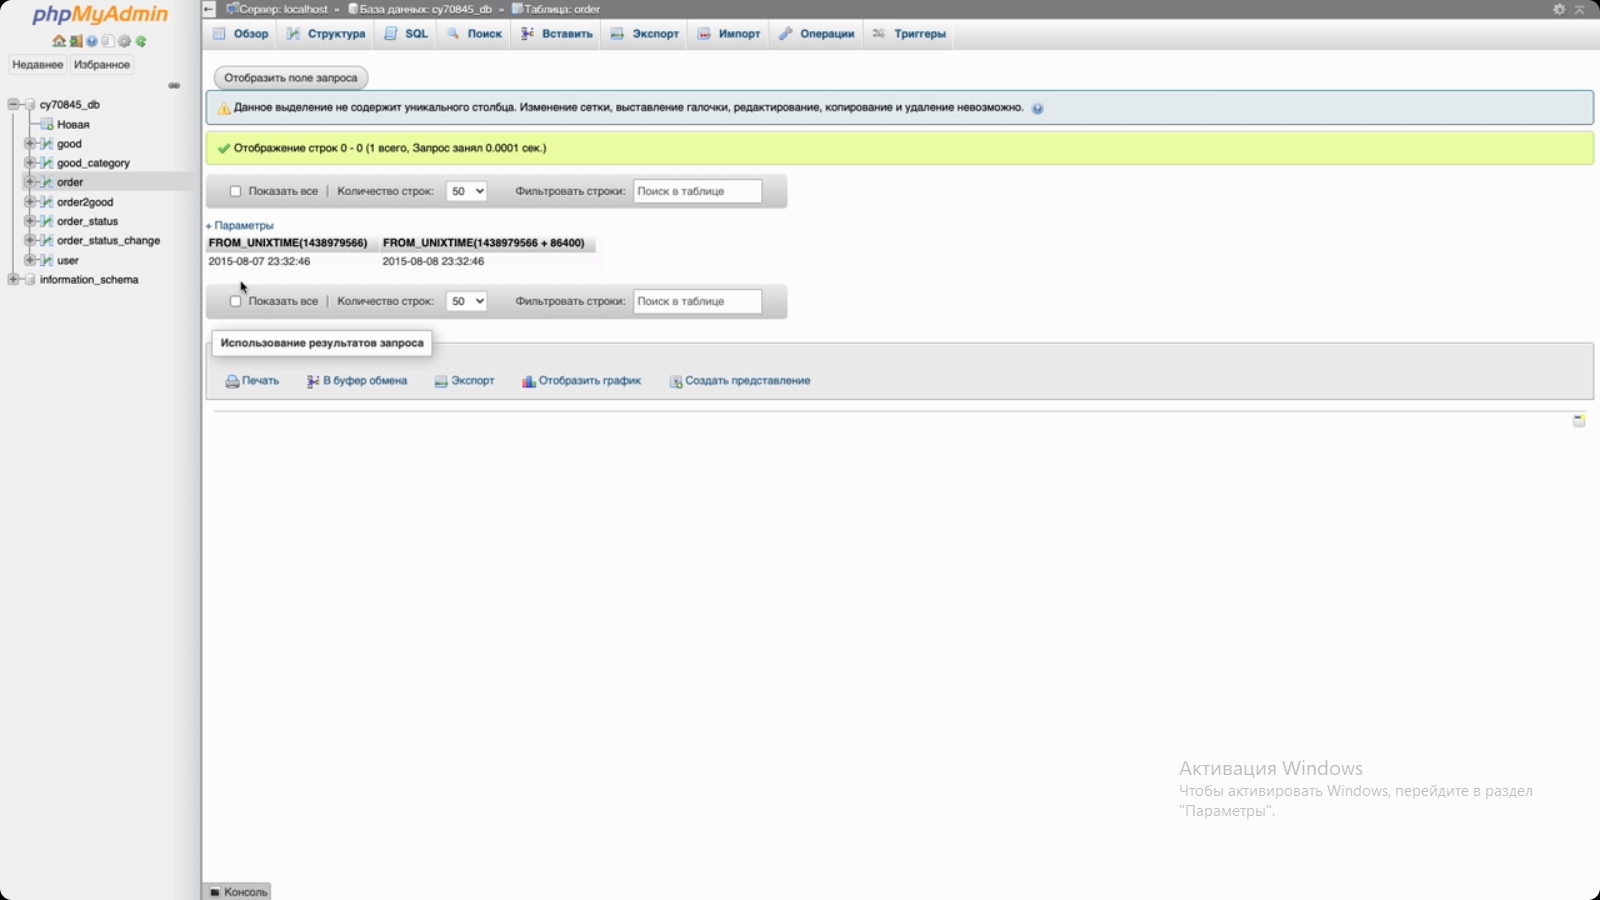 phpMyAdmin
Недавнее Избранное
cy70845_db
Новая
good
good_category
order
order2good
order_status
order_status_change
user
information_schema
Сервер: localhost » База данных: cy70845_db » Таблица: order
Обзор Структура SQL Поиск Вставить Экспорт Импорт Операции Триггеры
Отобразить поле запроса
Данное выделение не содержит уникального столбца. Изменение сетки, выставление галочки, редактирование, копирование и удаление невозможно.
Отображение строк 0 - 0 (1 всего, Запрос занял 0.0001 сек.)
Показать все | Количество строк: 50 Фильтровать строки: Поиск в таблице
+ Параметры
FROM_UNIXTIME(1438979566) FROM_UNIXTIME(1438979566 + 86400)
2015-08-07 23:32:46 2015-08-08 23:32:46
Показать все | Количество строк: 50 Фильтровать строки: Поиск в таблице
Использование результатов запроса
Печать В буфер обмена Экспорт Отобразить график Создать представление
Активация Windows
Чтобы активировать Windows, перейдите в раздел
"Параметры".
Консоль